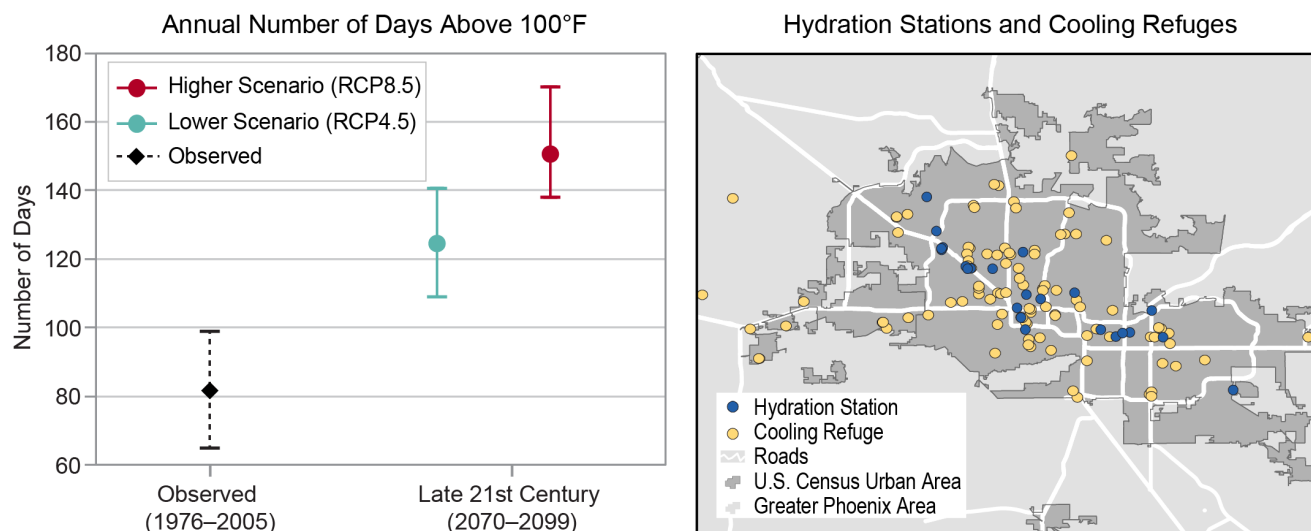 Annual Number of Days Above 100°F
Number of Days
180
160
140
120
100
80
60
Higher Scenario (RCP8.5)
Lower Scenario (RCP4.5)
Observed
Observed
(1976–2005)
Late 21st Century
(2070–2099)
Hydration Stations and Cooling Refuges
Hydration Station
Cooling Refuge
Roads
U.S. Census Urban Area
Greater Phoenix Area